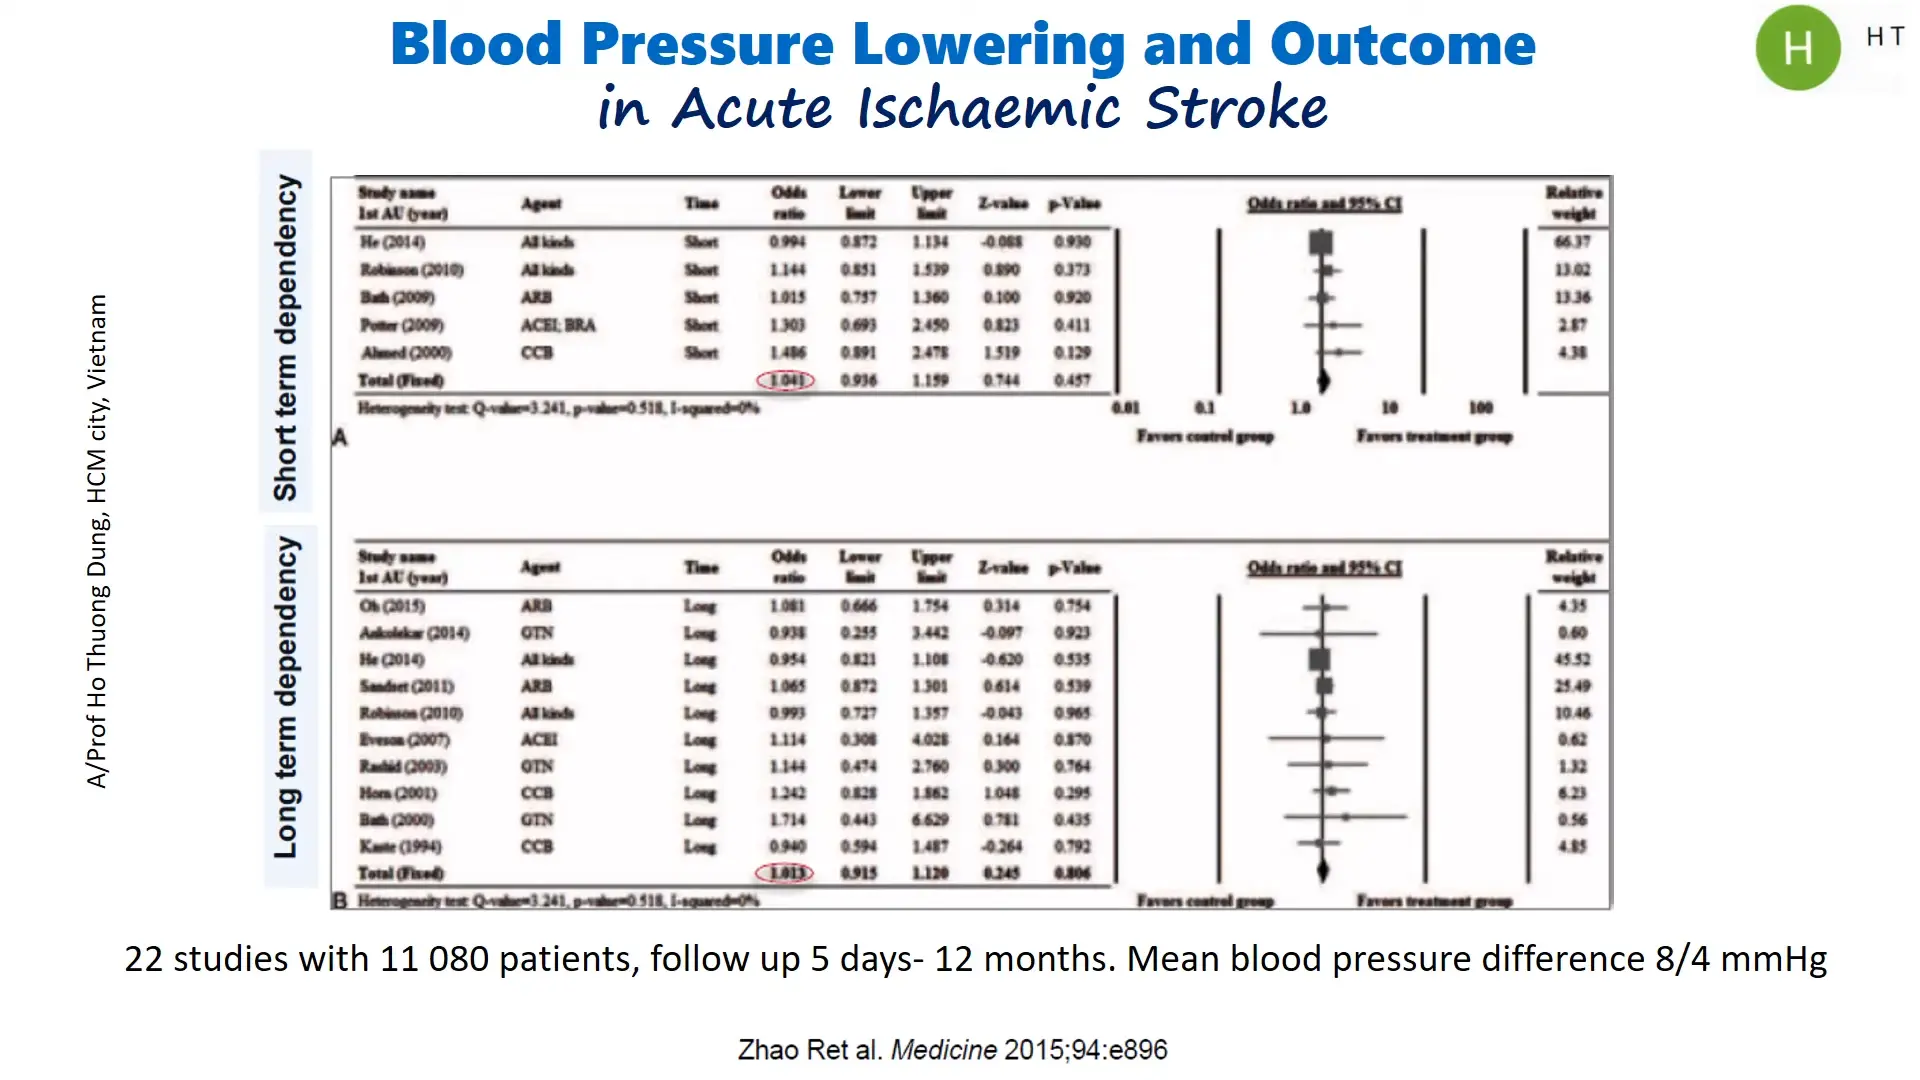 Blood Pressure Lowering and Outcome
in Acute Ischaemic Stroke
H
H T
A/Prof Ho Thuong Dung, HCM city, Vietnam
Short term dependency
Study name 1st AU (year) Agent Time Odds ratio Lower limit Upper limit Z-value p-Value Odds ratio and 95% CI Relative weight
He (2014) All kinds Short 0.994 0.872 1.134 -0.088 0.930 66.37
Robinson (2010) All kinds Short 1.144 0.851 1.539 0.890 0.373 13.02
Bath (2009) ARB Short 1.015 0.757 1.360 0.100 0.920 13.36
Potter (2009) ACEI; BRA Short 1.303 0.693 2.450 0.823 0.411 2.87
Ahmed (2000) CCB Short 1.486 0.891 2.478 1.519 0.129 4.38
Total (Fixed) 1.041 0.936 1.159 0.744 0.457
Heterogeneity test: Q-value=3.241, p-value=0.518, I-squared=0%
0.01 0.1 1.0 10 100
Favors control group Favors treatment group
A
Long term dependency
Study name 1st AU (year) Agent Time Odds ratio Lower limit Upper limit Z-value p-Value Odds ratio and 95% CI Relative weight
Oh (2015) ARB Long 1.081 0.666 1.754 0.314 0.754 4.35
Ankolekar (2014) GTN Long 0.938 0.255 3.442 -0.097 0.923 0.60
He (2014) All kinds Long 0.954 0.821 1.108 -0.620 0.535 45.52
Sandset (2011) ARB Long 1.065 0.872 1.301 0.614 0.539 25.49
Robinson (2010) All kinds Long 0.993 0.727 1.357 -0.043 0.965 10.46
Eveson (2007) ACEI Long 1.114 0.308 4.028 0.164 0.870 0.62
Rashid (2003) GTN Long 1.144 0.474 2.760 0.300 0.764 1.32
Horn (2001) CCB Long 1.242 0.828 1.862 1.048 0.295 6.23
Bath (2000) GTN Long 1.714 0.443 6.629 0.781 0.435 0.56
Kaste (1994) CCB Long 0.940 0.594 1.487 -0.264 0.792 4.85
Total (Fixed) 1.013 0.915 1.120 0.245 0.806
B Heterogeneity test: Q-value=3.241, p-value=0.518, I-squared=0%
Favors control group Favors treatment group
22 studies with 11 080 patients, follow up 5 days- 12 months. Mean blood pressure difference 8/4 mmHg
Zhao Ret al. Medicine 2015;94:e896